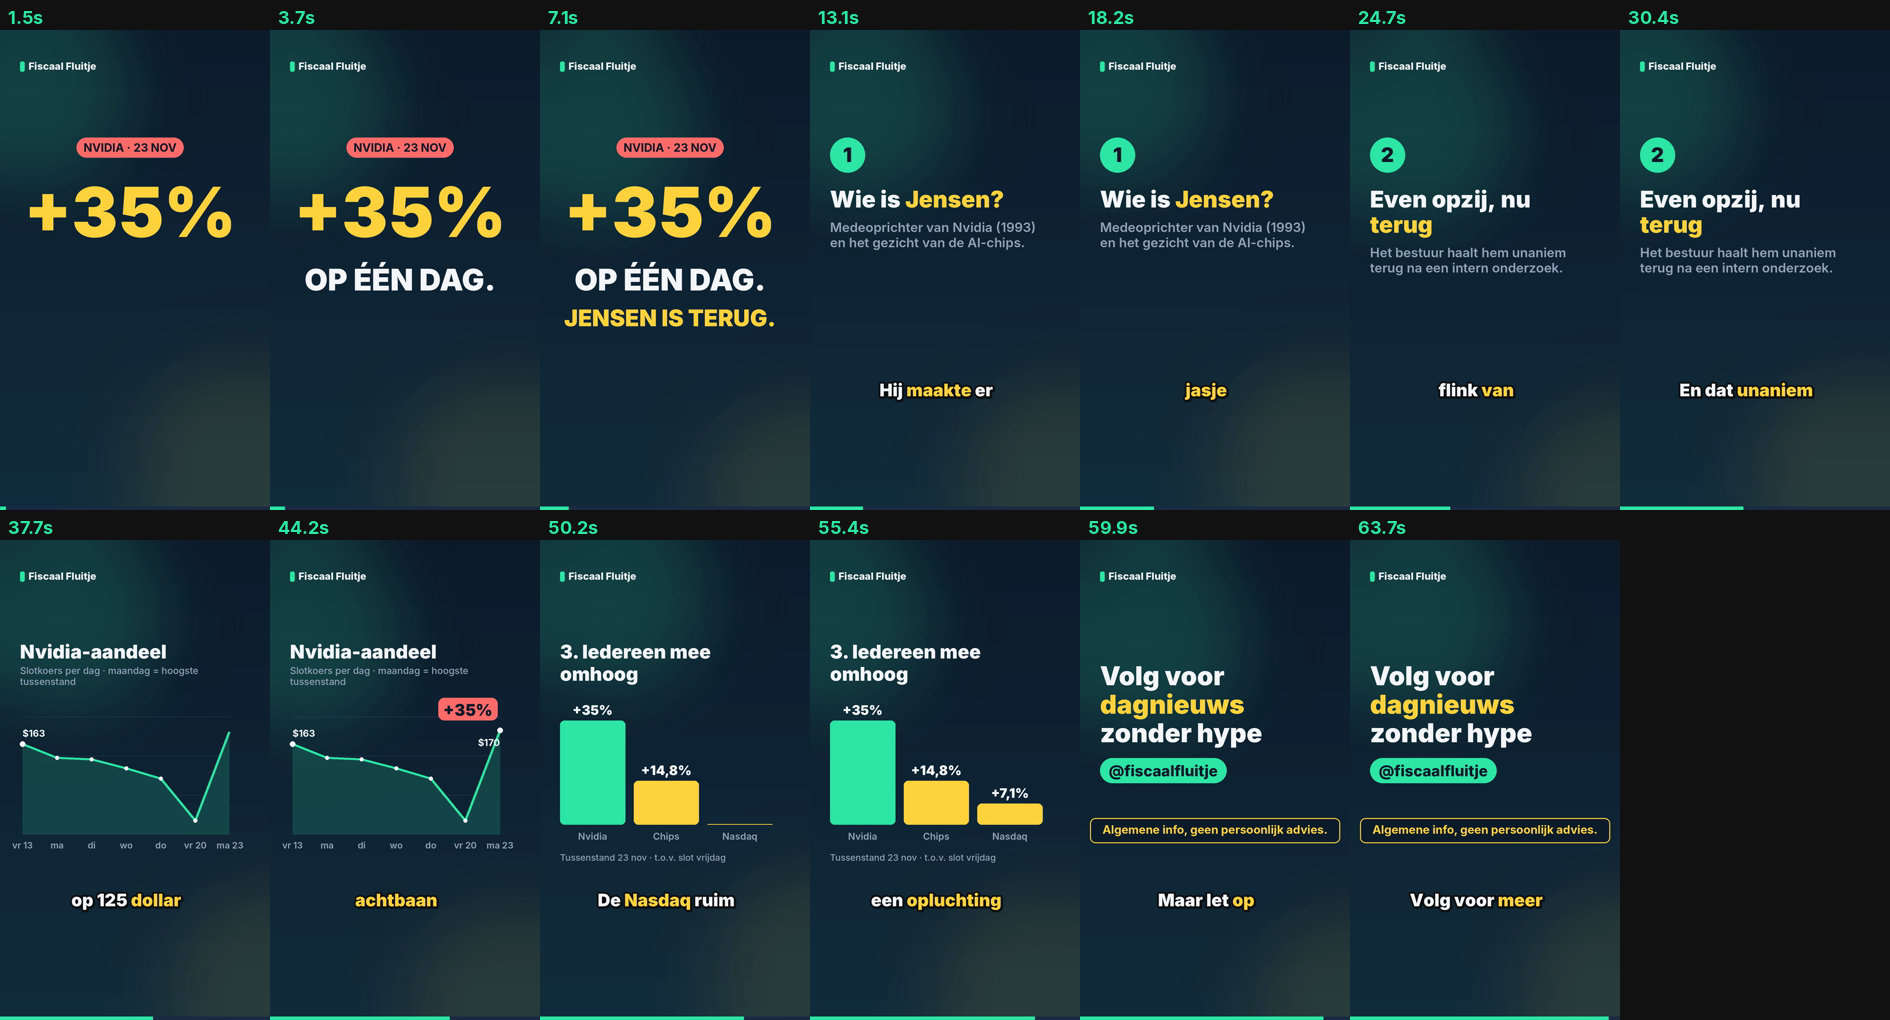 1.5s
Fiscaal Fluitje
NVIDIA · 23 NOV
+35%
3.7s
Fiscaal Fluitje
NVIDIA · 23 NOV
+35%
OP ÉÉN DAG.
7.1s
Fiscaal Fluitje
NVIDIA · 23 NOV
+35%
OP ÉÉN DAG.
JENSEN IS TERUG.
13.1s
Fiscaal Fluitje
1
Wie is Jensen?
Medeoprichter van Nvidia (1993)
en het gezicht van de AI-chips.
Hij maakte er
18.2s
Fiscaal Fluitje
1
Wie is Jensen?
Medeoprichter van Nvidia (1993)
en het gezicht van de AI-chips.
jasje
24.7s
Fiscaal Fluitje
2
Even opzij, nu
terug
Het bestuur haalt hem unaniem
terug na een intern onderzoek.
flink van
30.4s
Fiscaal Fluitje
2
Even opzij, nu
terug
Het bestuur haalt hem unaniem
terug na een intern onderzoek.
En dat unaniem
37.7s
Fiscaal Fluitje
Nvidia-aandeel
Slotkoers per dag · maandag = hoogste
tussenstand
$163
vr 13 ma di wo do vr 20 ma 23
op 125 dollar
44.2s
Fiscaal Fluitje
Nvidia-aandeel
Slotkoers per dag · maandag = hoogste
tussenstand
+35%
$163
$170
vr 13 ma di wo do vr 20 ma 23
achtbaan
50.2s
Fiscaal Fluitje
3. Iedereen mee
omhoog
+35%
+14,8%
Nvidia Chips Nasdaq
Tussenstand 23 nov · t.o.v. slot vrijdag
De Nasdaq ruim
55.4s
Fiscaal Fluitje
3. Iedereen mee
omhoog
+35%
+14,8%
+7,1%
Nvidia Chips Nasdaq
Tussenstand 23 nov · t.o.v. slot vrijdag
een opluchting
59.9s
Fiscaal Fluitje
Volg voor
dagnieuws
zonder hype
@fiscaalfluitje
Algemene info, geen persoonlijk advies.
Maar let op
63.7s
Fiscaal Fluitje
Volg voor
dagnieuws
zonder hype
@fiscaalfluitje
Algemene info, geen persoonlijk advies.
Volg voor meer